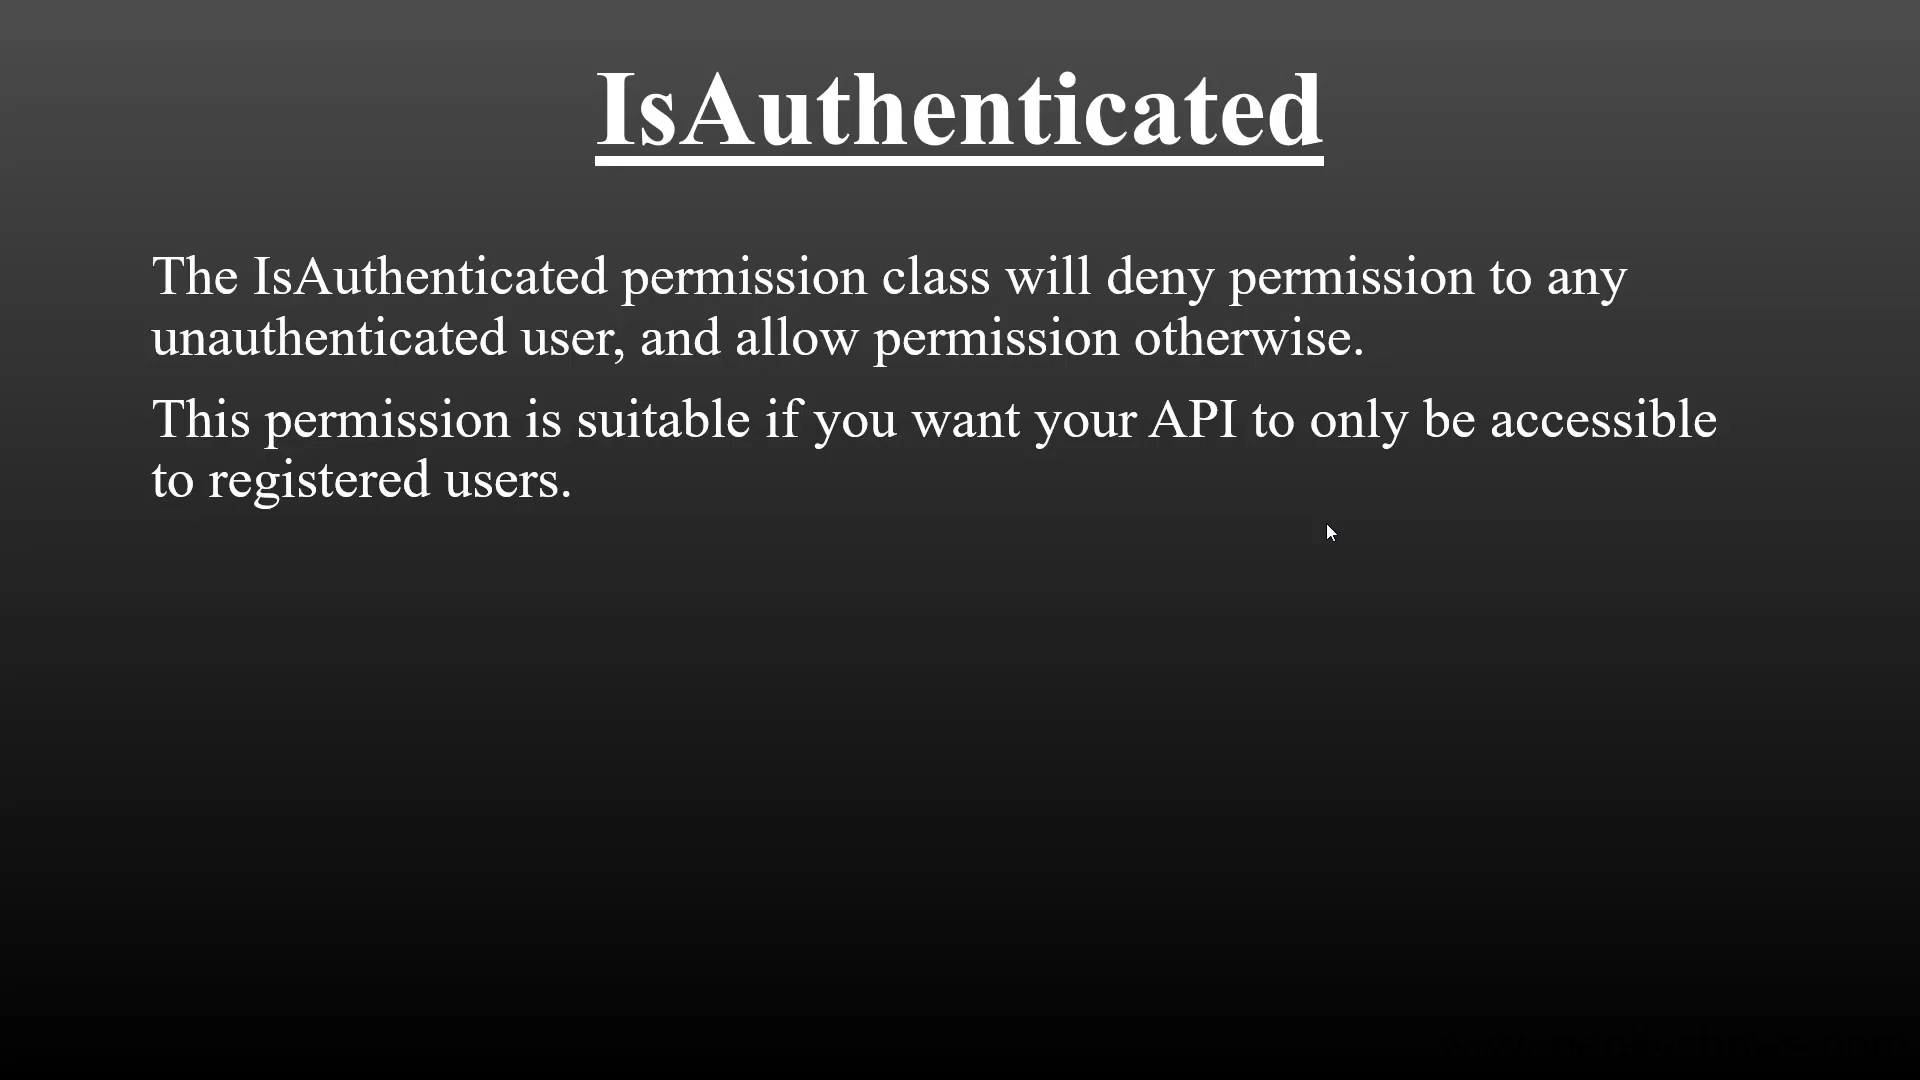 IsAuthenticated
The IsAuthenticated permission class will deny permission to any
unauthenticated user, and allow permission otherwise.
This permission is suitable if you want your API to only be accessible
to registered users.